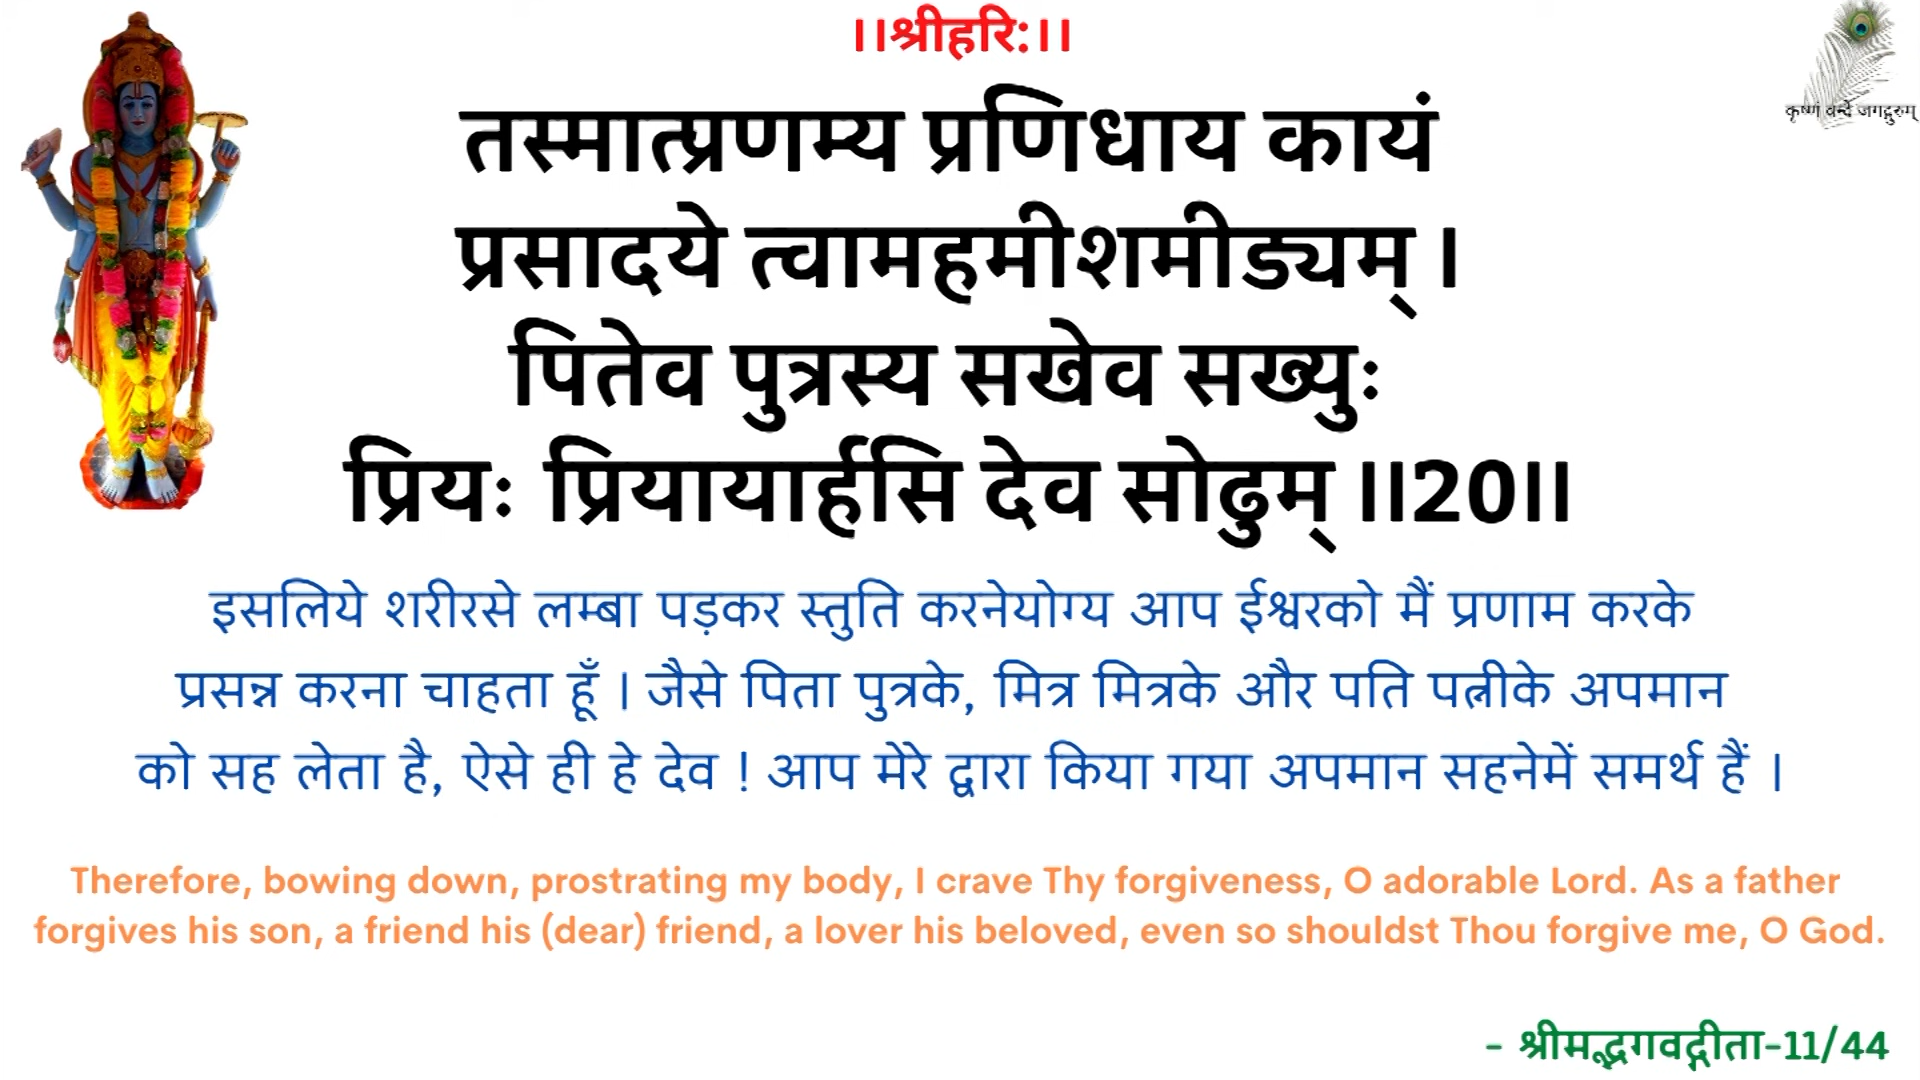 ।।श्रीहरि:।।
कृष्णं वन्दे जगद्गुरुम्
तस्मात्प्रणम्य प्रणिधाय कायं
प्रसादये त्वामहमीशमीड्यम् ।
पितेव पुत्रस्य सखेव सख्युः
प्रियः प्रियायार्हसि देव सोढुम् ।।20।।
इसलिये शरीरसे लम्बा पड़कर स्तुति करनेयोग्य आप ईश्वरको मैं प्रणाम करके
प्रसन्न करना चाहता हूँ । जैसे पिता पुत्रके, मित्र मित्रके और पति पत्नीके अपमान
को सह लेता है, ऐसे ही हे देव ! आप मेरे द्वारा किया गया अपमान सहनेमें समर्थ हैं ।
Therefore, bowing down, prostrating my body, I crave Thy forgiveness, O adorable Lord. As a father
forgives his son, a friend his (dear) friend, a lover his beloved, even so shouldst Thou forgive me, O God.
- श्रीमद्भगवद्गीता-11/44